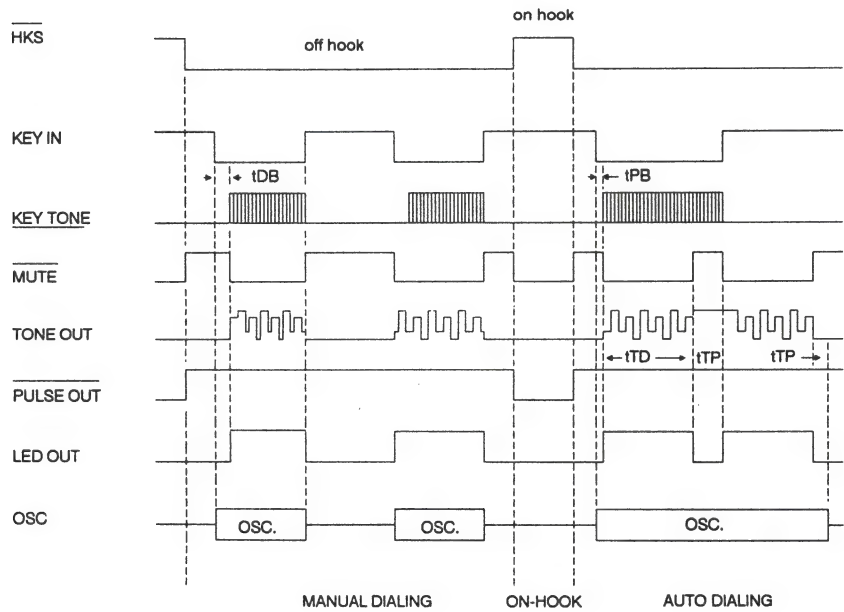 on hook
HKS
off hook
KEY IN
tDB
tPB
KEY TONE
MUTE
TONE OUT
tTD tTP tTP
PULSE OUT
LED OUT
OSC
OSC. OSC. OSC.
MANUAL DIALING ON-HOOK AUTO DIALING